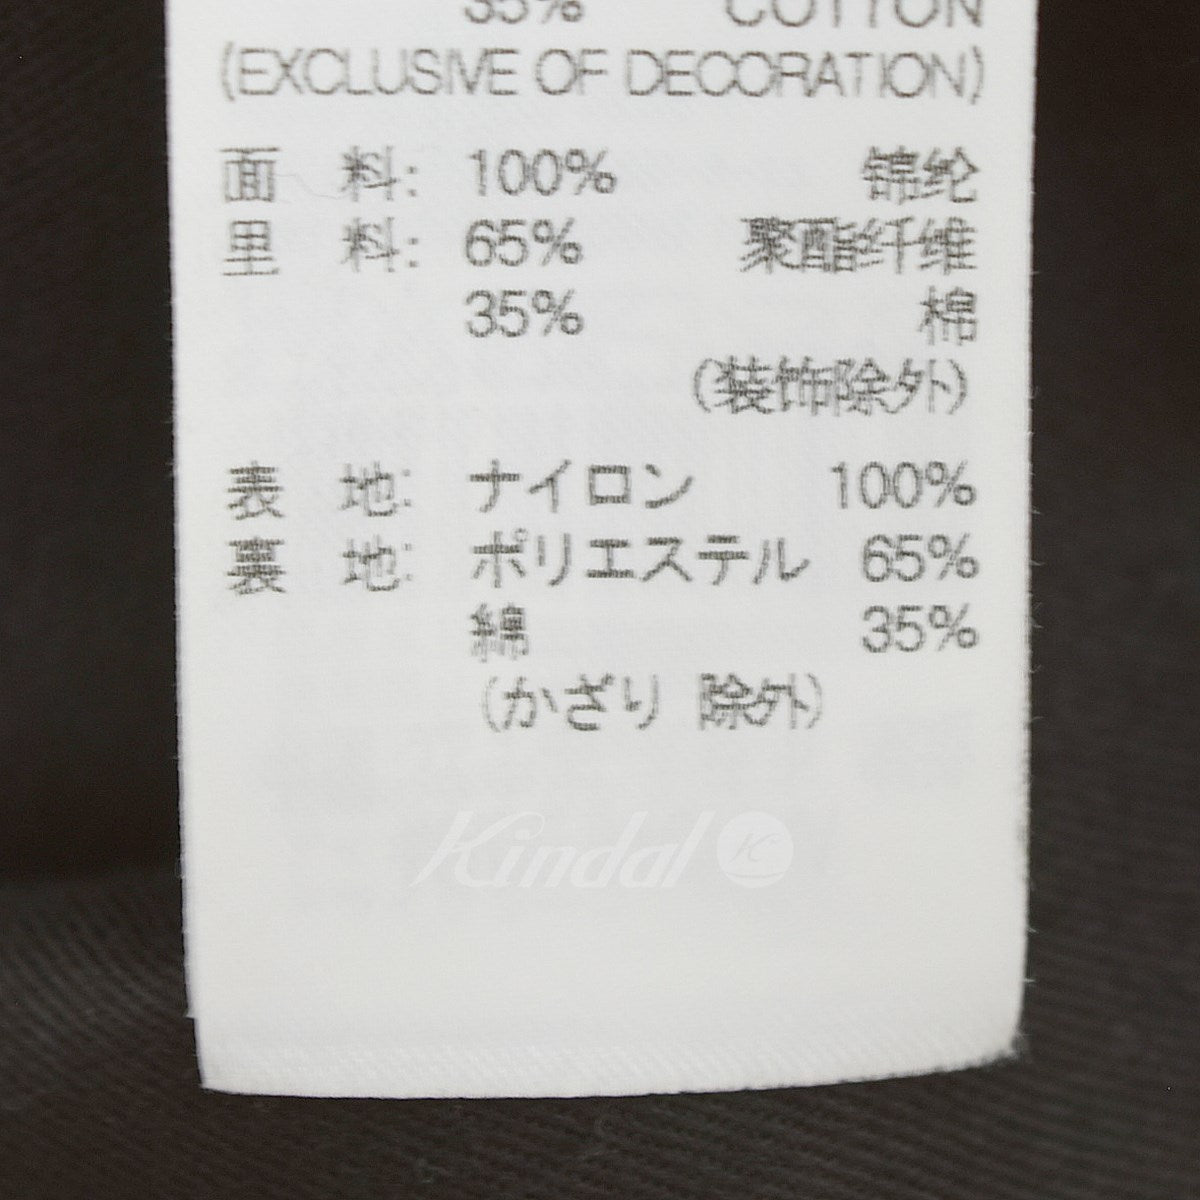 35% COTTON
(EXCLUSIVE OF DECORATION)
面 料: 100% 锦纶
里 料: 65% 聚酯纤维
35% 棉
(装饰除外)
表 地: ナイロン 100%
裏 地: ポリエステル 65%
綿 35%
(かざり 除外)
Kindal